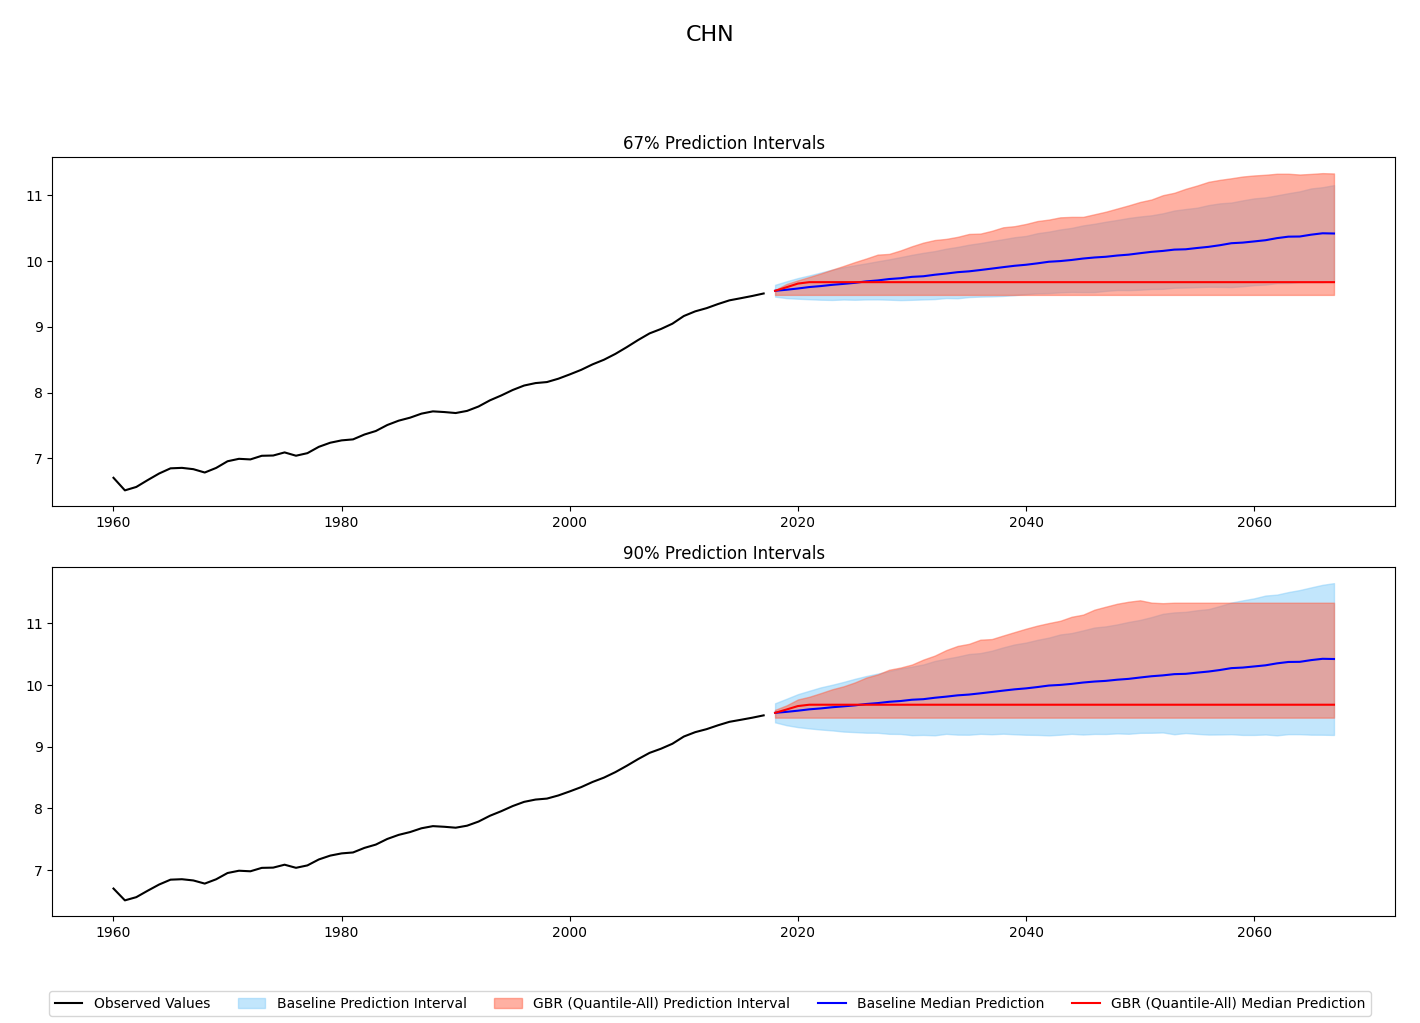 CHN
67% Prediction Intervals
11
10
9
8
7
1960 1980 2000 2020 2040 2060
90% Prediction Intervals
11
10
9
8
7
1960 1980 2000 2020 2040 2060
Observed Values Baseline Prediction Interval GBR (Quantile-All) Prediction Interval Baseline Median Prediction GBR (Quantile-All) Median Prediction